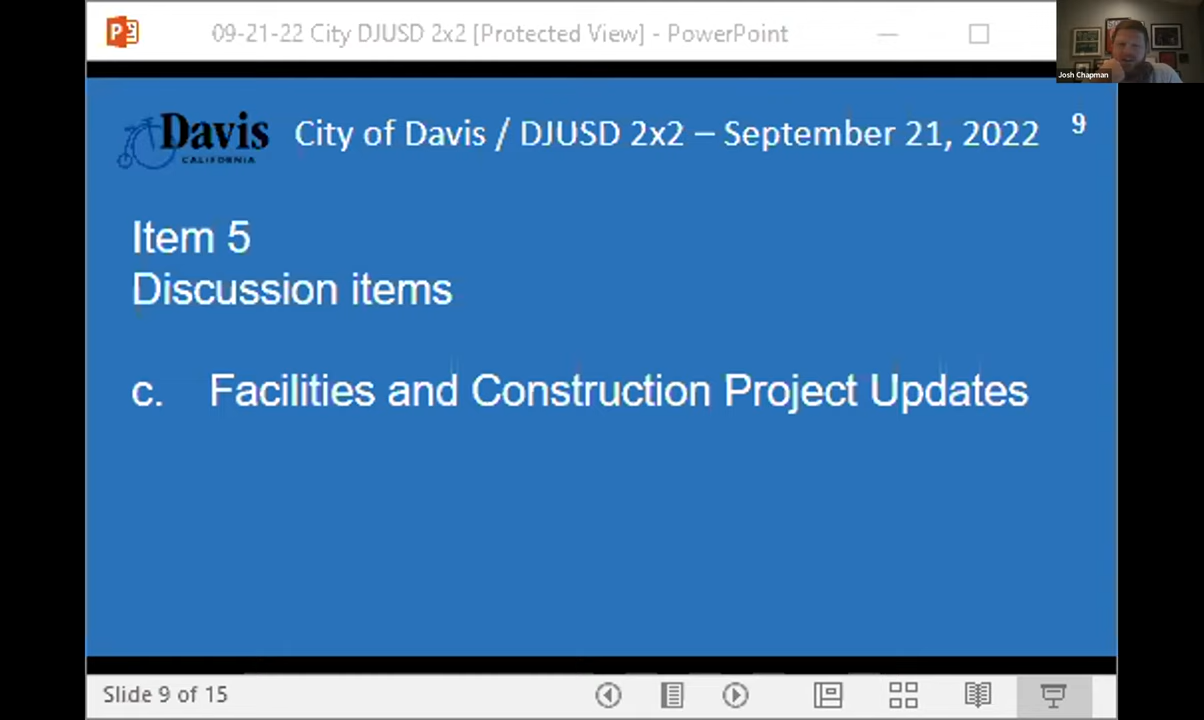 09-21-22 City DJUSD 2x2 [Protected View] - PowerPoint
Josh Chapman
Davis
CALIFORNIA
City of Davis / DJUSD 2x2 – September 21, 2022
9
Item 5
Discussion items
c. Facilities and Construction Project Updates
Slide 9 of 15